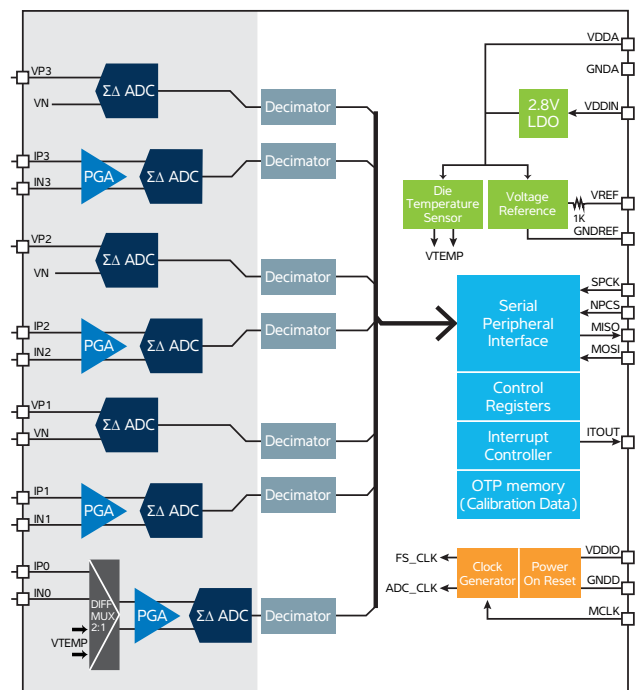 VP3
VN
ΣΔ ADC
Decimator
IP3
IN3
PGA
ΣΔ ADC
Decimator
VP2
VN
ΣΔ ADC
Decimator
IP2
IN2
PGA
ΣΔ ADC
Decimator
VP1
VN
ΣΔ ADC
Decimator
IP1
IN1
PGA
ΣΔ ADC
Decimator
IP0
IN0
VTEMP
DIFF
MUX
2:1
PGA
ΣΔ ADC
Decimator
VDDA
GNDA
2.8V
LDO
VDDIN
Die
Temperature
Sensor
VTEMP
Voltage
Reference
1K
VREF
GNDREF
Serial
Peripheral
Interface
SPCK
NPCS
MISO
MOSI
Control
Registers
Interrupt
Controller
ITOUT
OTP memory
(Calibration Data)
FS_CLK
ADC_CLK
Clock
Generator
Power
On Reset
VDDIO
GNDD
MCLK